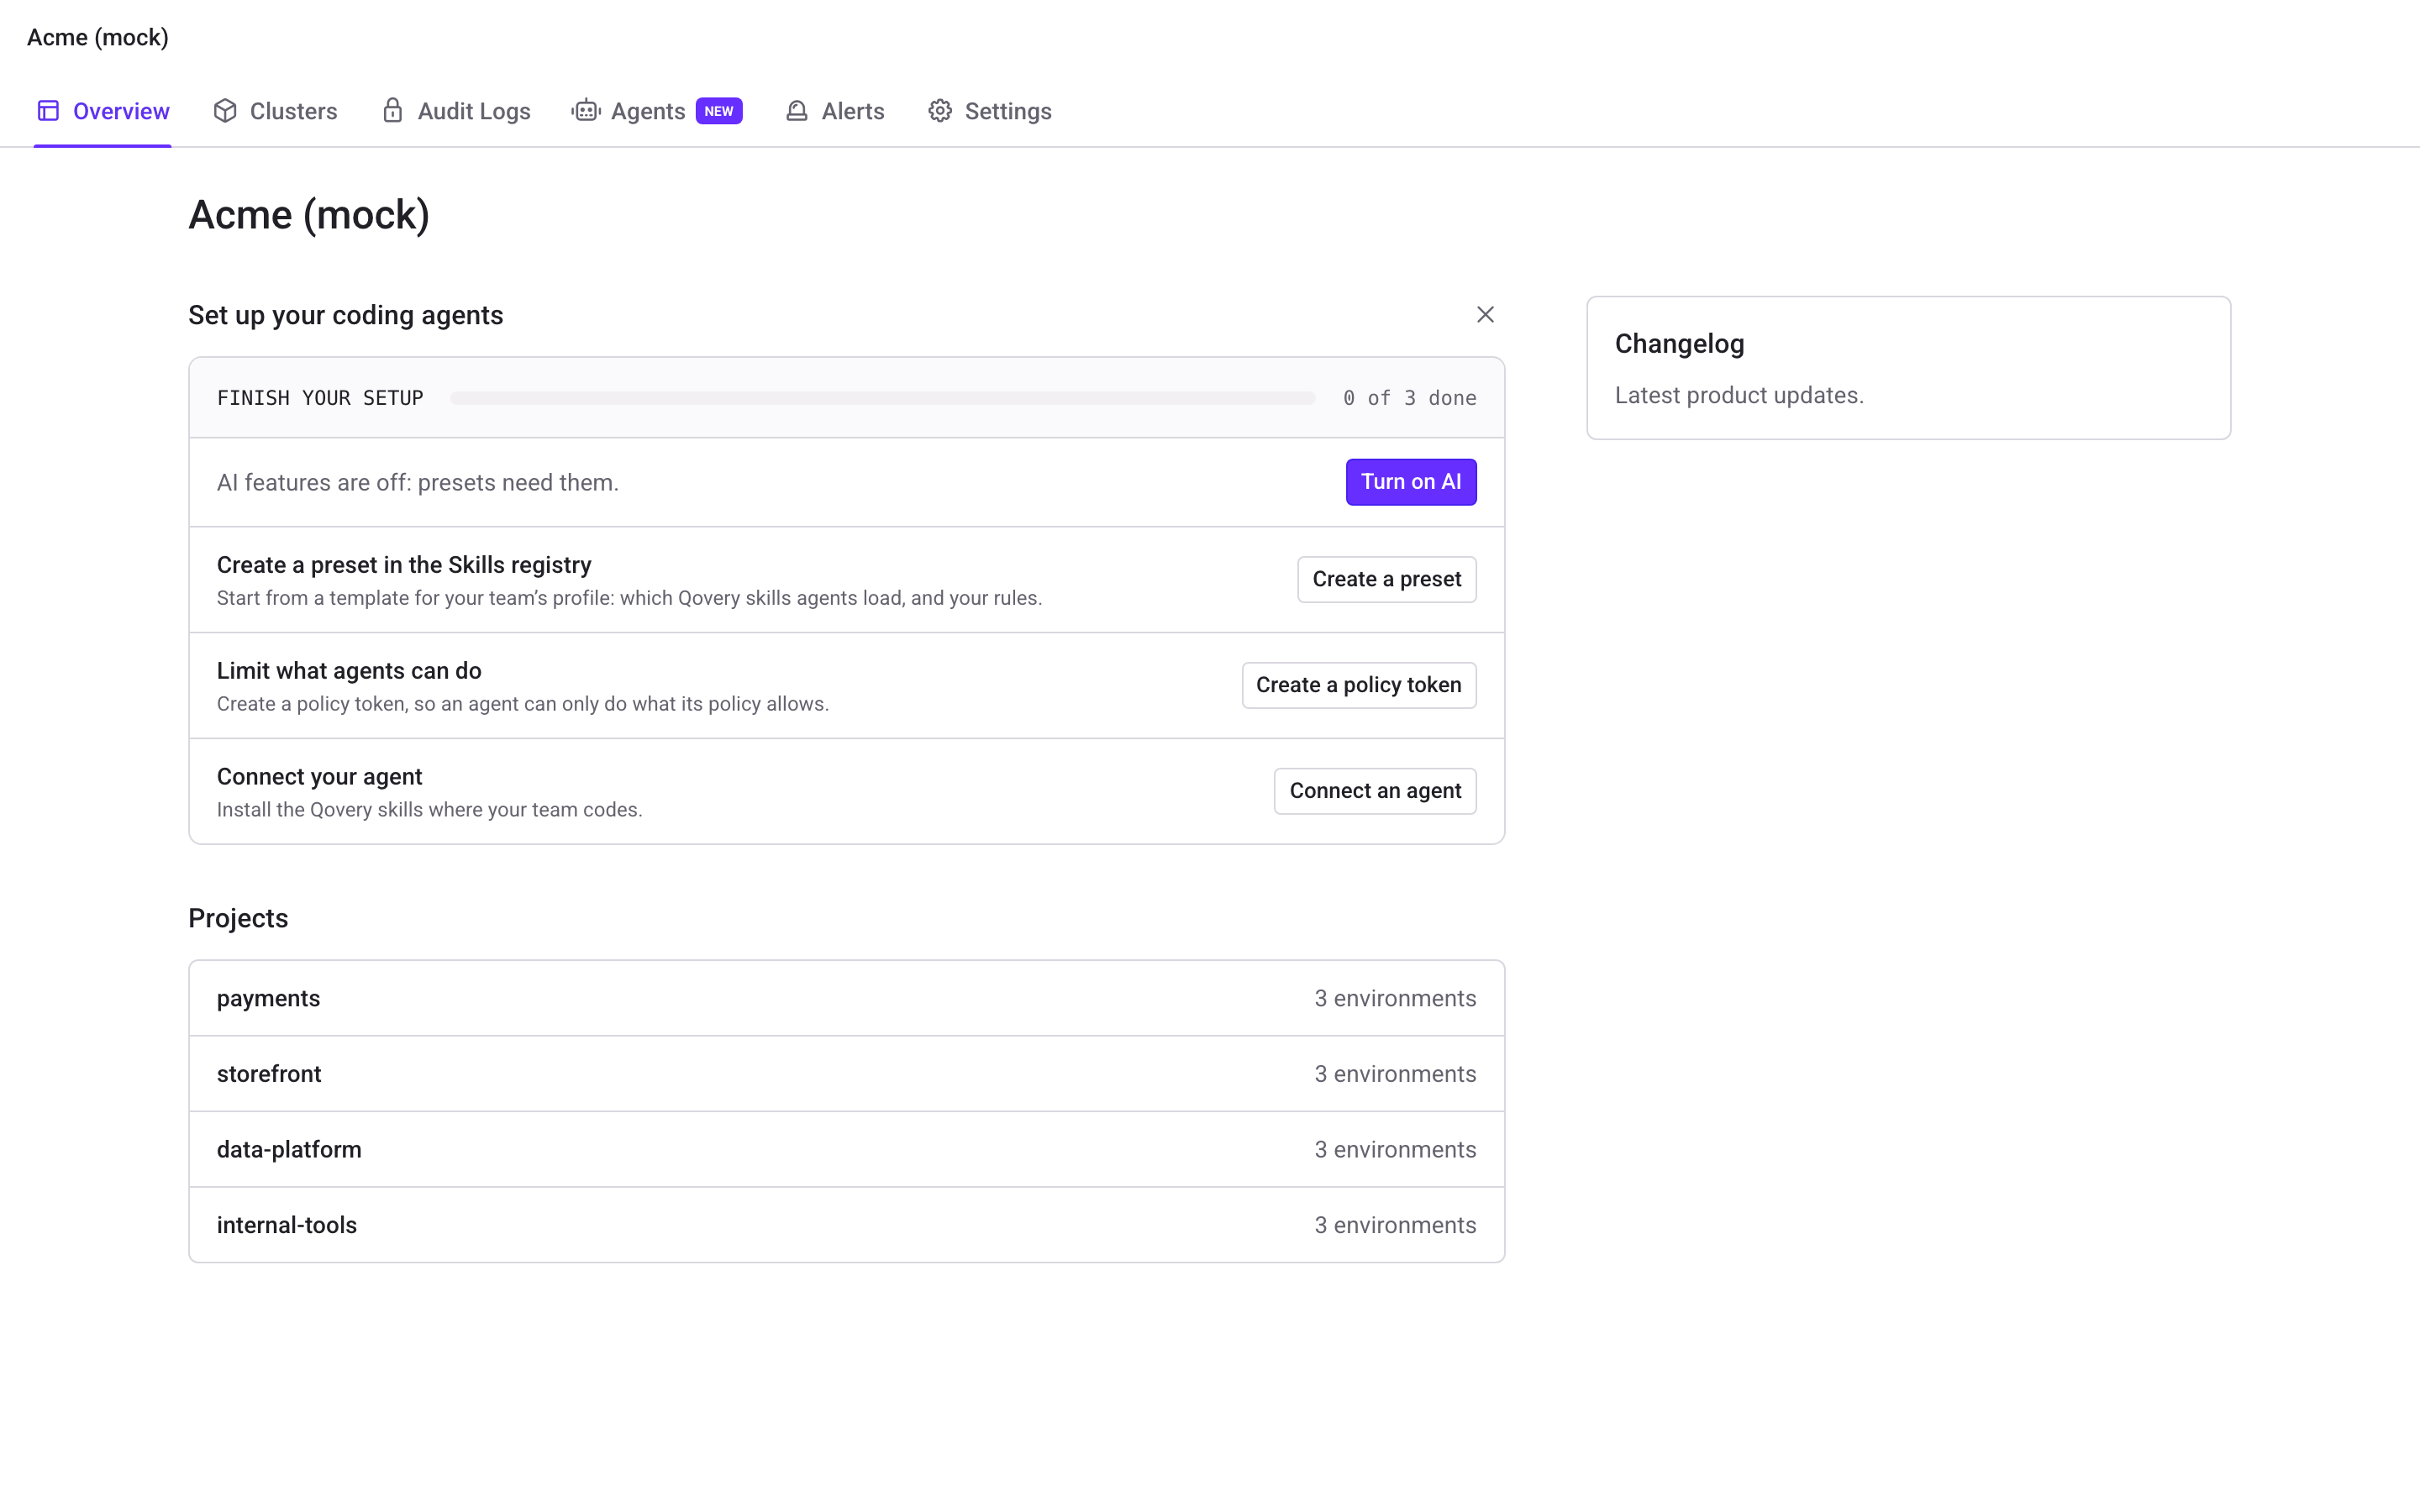 Acme (mock)
Overview
Clusters
Audit Logs
Agents NEW
Alerts
Settings
Acme (mock)
Set up your coding agents
FINISH YOUR SETUP
0 of 3 done
AI features are off: presets need them.
Turn on AI
Create a preset in the Skills registry
Start from a template for your team’s profile: which Qovery skills agents load, and your rules.
Create a preset
Limit what agents can do
Create a policy token, so an agent can only do what its policy allows.
Create a policy token
Connect your agent
Install the Qovery skills where your team codes.
Connect an agent
Changelog
Latest product updates.
Projects
payments
3 environments
storefront
3 environments
data-platform
3 environments
internal-tools
3 environments